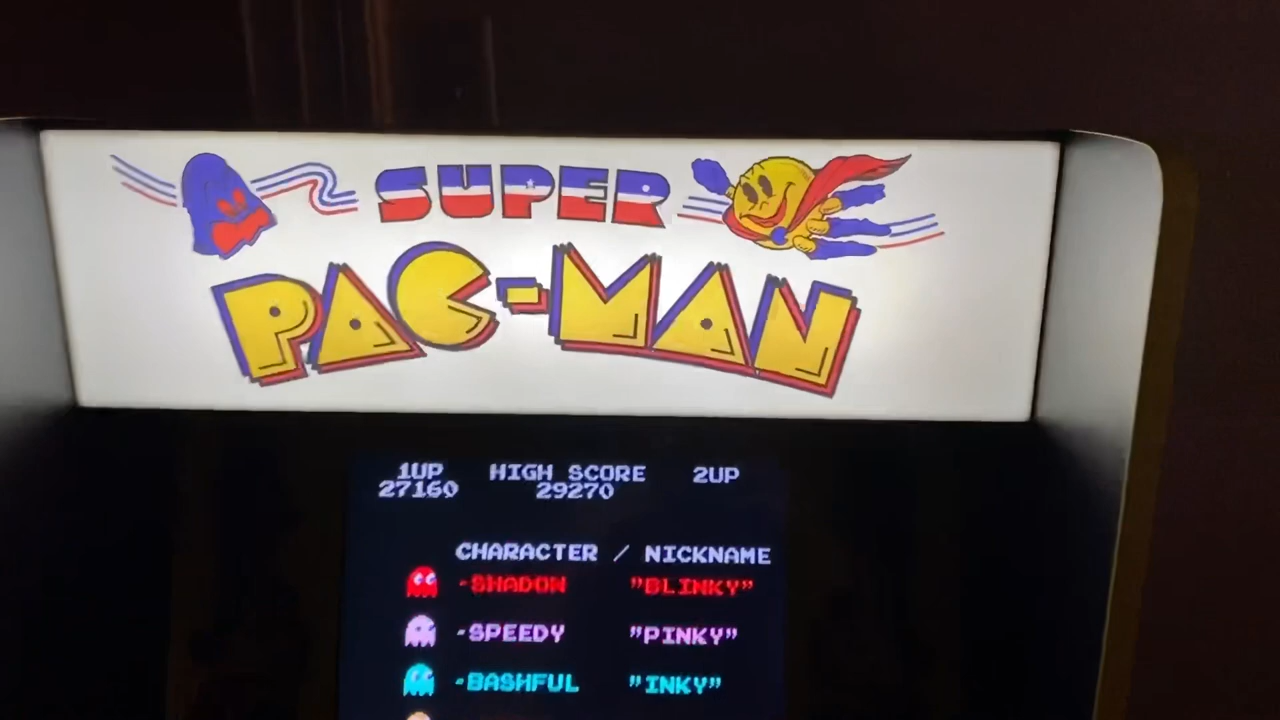 SUPER
PAC-MAN
1UP HIGH SCORE 2UP
27160 29270
CHARACTER / NICKNAME
-SHADOW "BLINKY"
-SPEEDY "PINKY"
-BASHFUL "INKY"